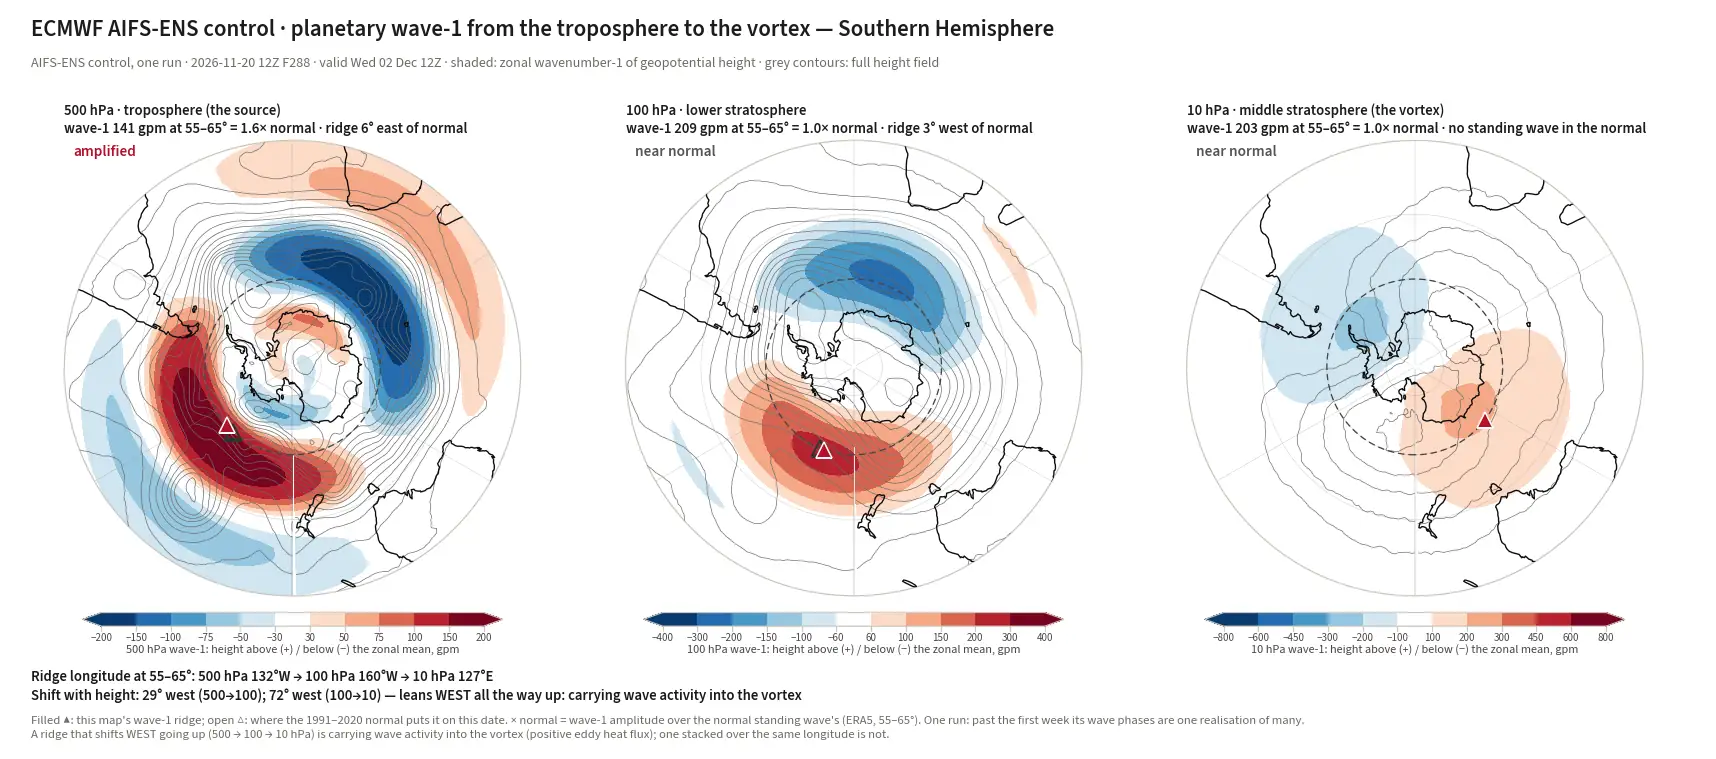 ECMWF AIFS-ENS control · planetary wave-1 from the troposphere to the vortex — Southern Hemisphere
AIFS-ENS control, one run · 2026-11-20 12Z F288 · valid Wed 02 Dec 12Z · shaded: zonal wavenumber-1 of geopotential height · grey contours: full height field
500 hPa · troposphere (the source)
wave-1 141 gpm at 55–65° = 1.6× normal · ridge 6° east of normal
amplified
100 hPa · lower stratosphere
wave-1 209 gpm at 55–65° = 1.0× normal · ridge 3° west of normal
near normal
10 hPa · middle stratosphere (the vortex)
wave-1 203 gpm at 55–65° = 1.0× normal · no standing wave in the normal
near normal
−200 −150 −100 −75 −50 −30 30 50 75 100 150 200
500 hPa wave-1: height above (+) / below (−) the zonal mean, gpm
−400 −300 −200 −150 −100 −60 60 100 150 200 300 400
100 hPa wave-1: height above (+) / below (−) the zonal mean, gpm
−800 −600 −450 −300 −200 −100 100 200 300 450 600 800
10 hPa wave-1: height above (+) / below (−) the zonal mean, gpm
Ridge longitude at 55–65°: 500 hPa 132°W → 100 hPa 160°W → 10 hPa 127°E
Shift with height: 29° west (500→100); 72° west (100→10) — leans WEST all the way up: carrying wave activity into the vortex
Filled ▲: this map's wave-1 ridge; open △: where the 1991–2020 normal puts it on this date. × normal = wave-1 amplitude over the normal standing wave's (ERA5, 55–65°). One run: past the first week its wave phases are one realisation of many.
A ridge that shifts WEST going up (500 → 100 → 10 hPa) is carrying wave activity into the vortex (positive eddy heat flux); one stacked over the same longitude is not.